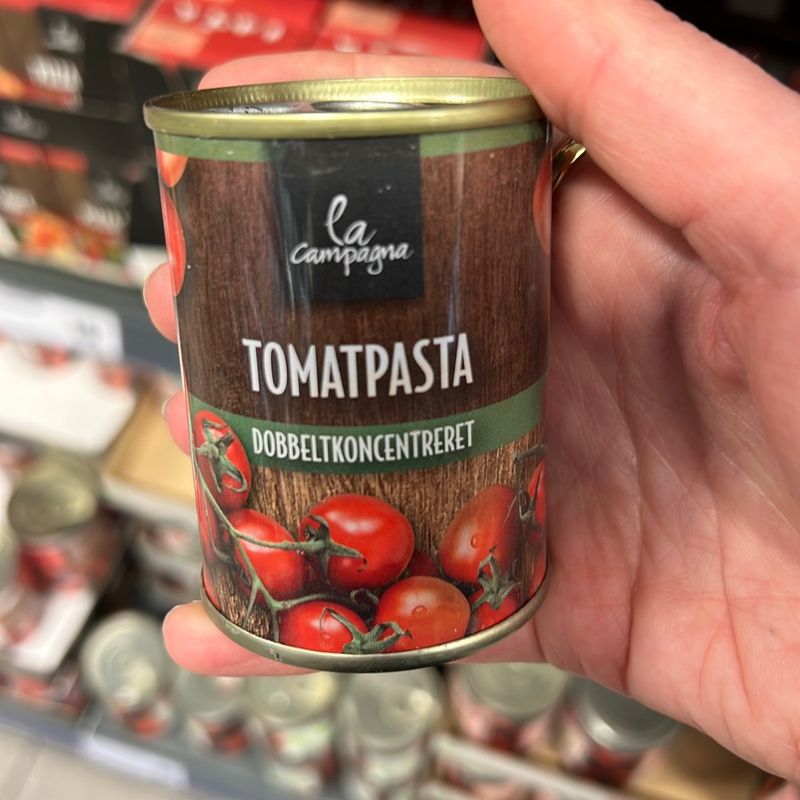 la
campagna
TOMATPASTA
DOBBELTKONCENTRERET